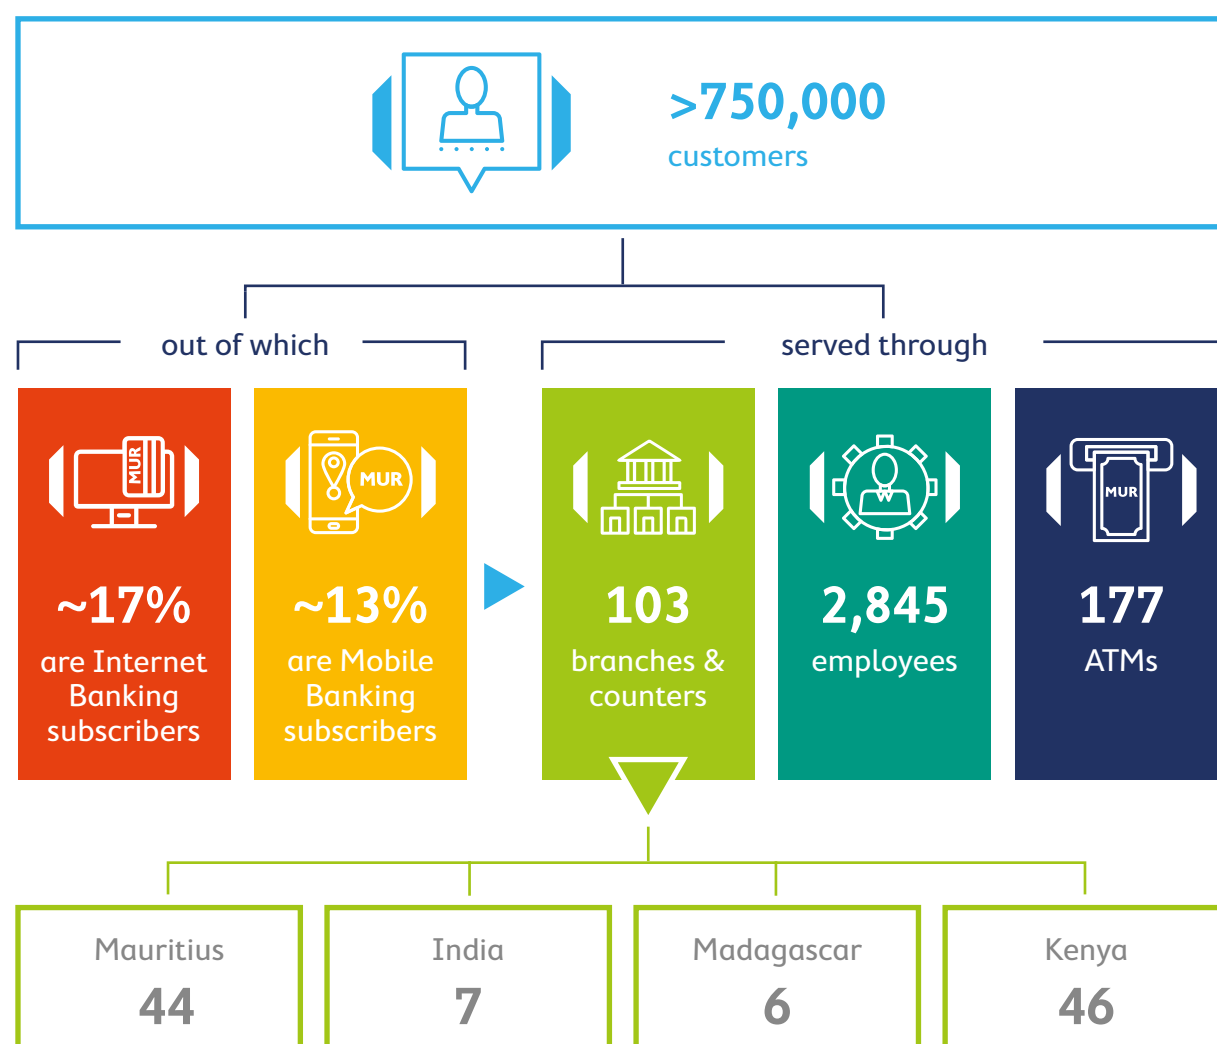 >750,000
customers
out of which
served through
MUR
MUR
MUR
~17%
are Internet
Banking
subscribers
~13%
are Mobile
Banking
subscribers
103
branches &
counters
2,845
employees
177
ATMs
Mauritius
44
India
7
Madagascar
6
Kenya
46